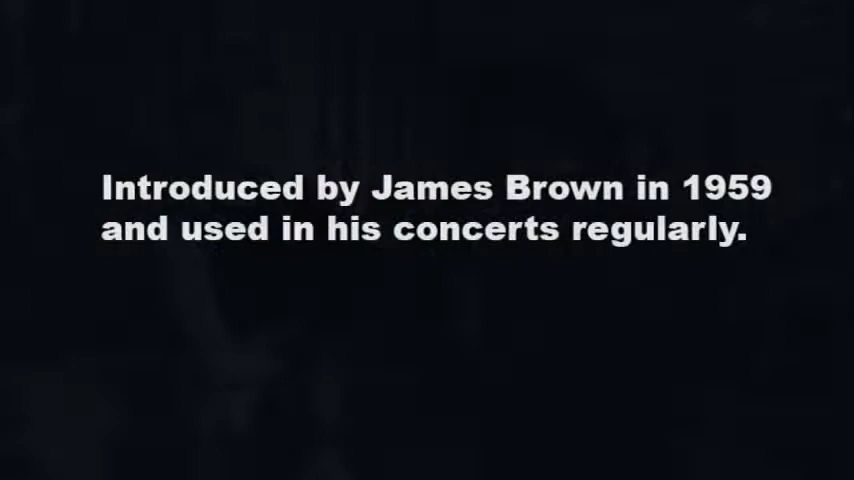 Introduced by James Brown in 1959
and used in his concerts regularly.